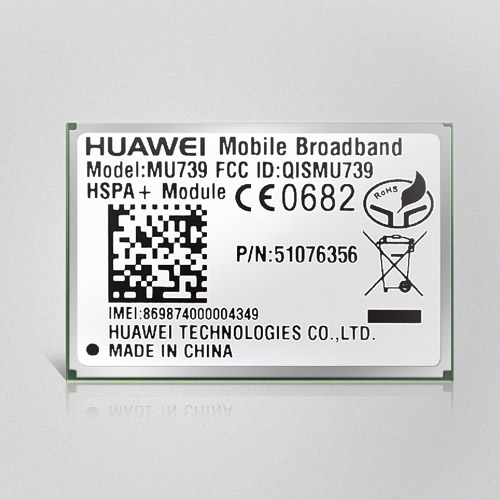 HUAWEI Mobile Broadband
Model:MU739 FCC ID:QISMU739
HSPA+ Module CE0682
RoHS
P/N:51076356
IMEI:869874000004349
HUAWEI TECHNOLOGIES CO.,LTD.
MADE IN CHINA